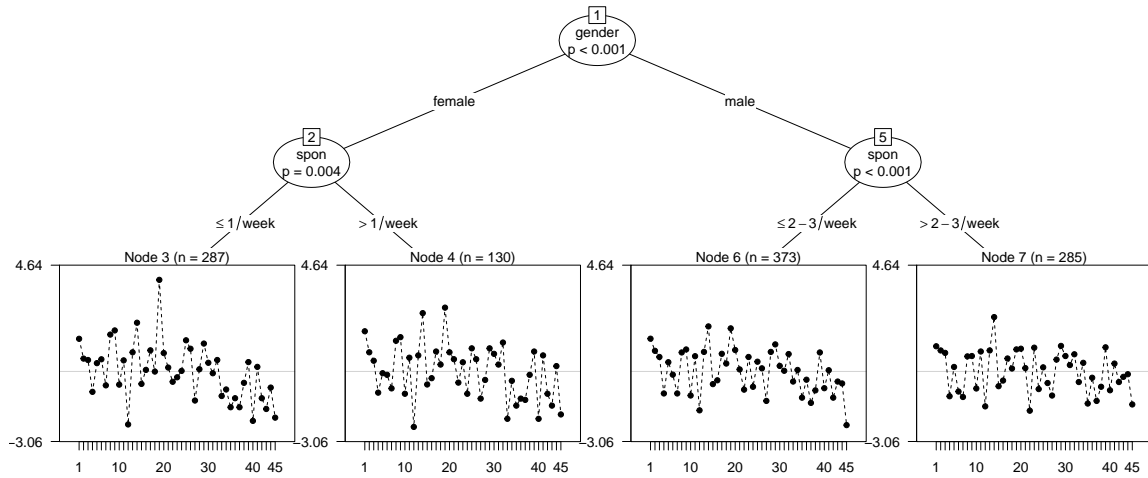 1
gender
p < 0.001
female
male
2
spon
p = 0.004
5
spon
p < 0.001
≤ 1/week
> 1/week
≤ 2 − 3/week
> 2 − 3/week
Node 3 (n = 287)
4.64
−3.06
1 10 20 30 40 45
Node 4 (n = 130)
4.64
−3.06
1 10 20 30 40 45
Node 6 (n = 373)
4.64
−3.06
1 10 20 30 40 45
Node 7 (n = 285)
4.64
−3.06
1 10 20 30 40 45